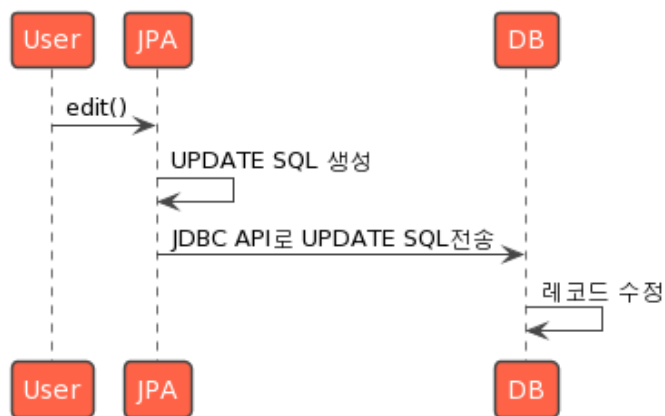 User JPA DB
edit()
UPDATE SQL 생성
JDBC API로 UPDATE SQL전송
레코드 수정
User JPA DB